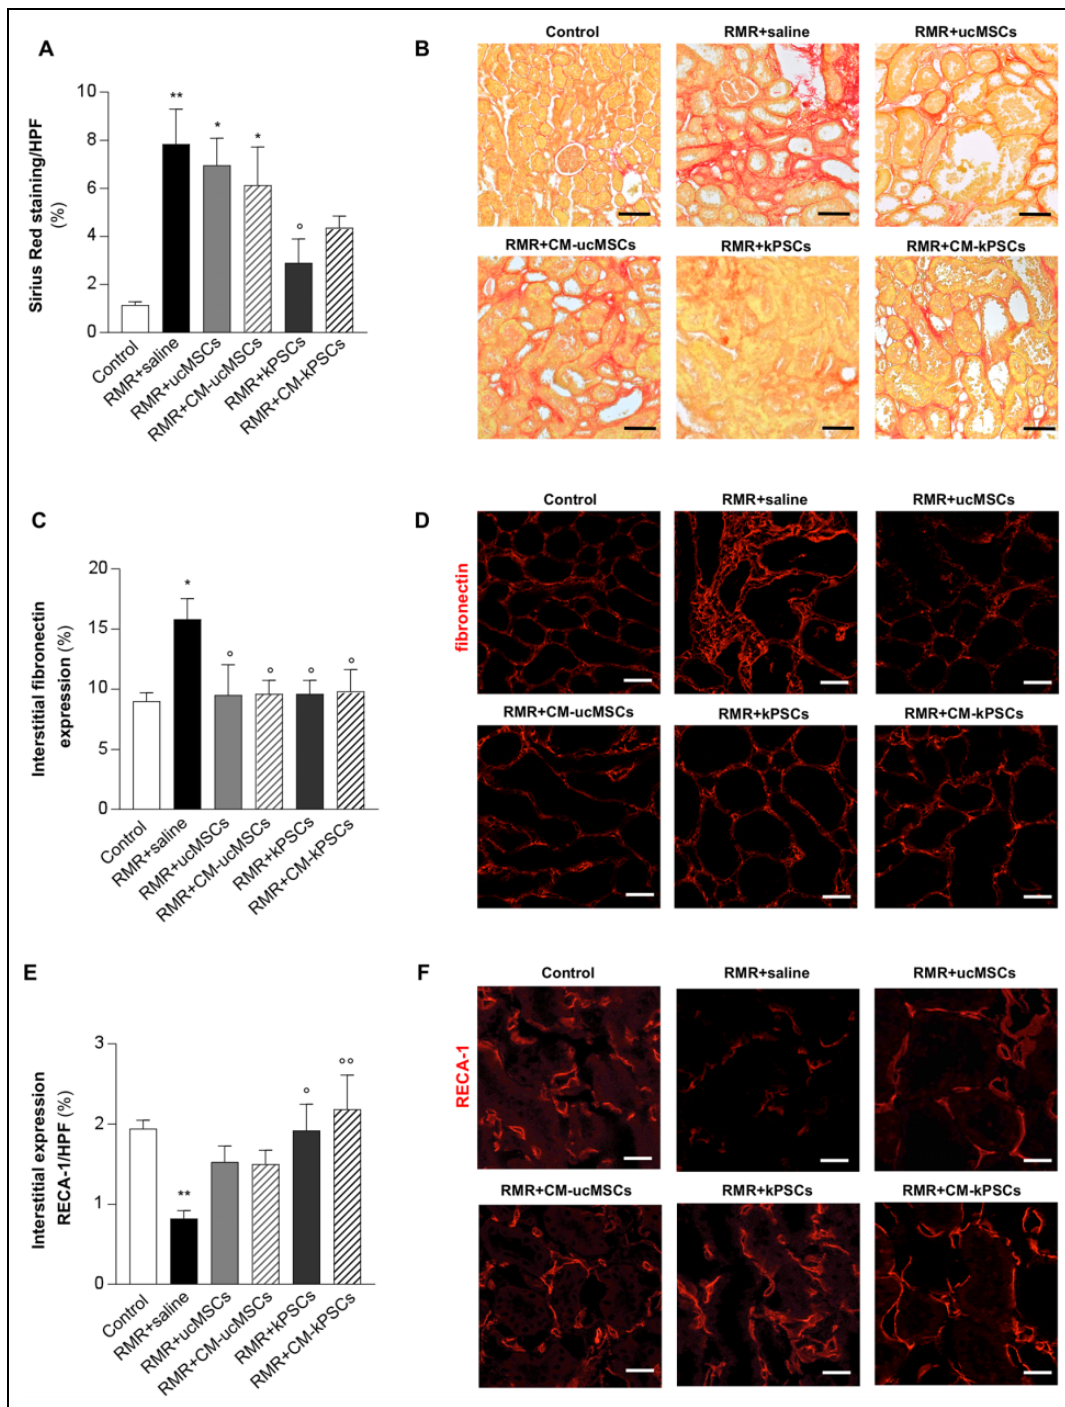 A
10
8
6
4
2
0
Sirius Red staining/HPF
(%)
**
*
*
°
Control
RMR+saline
RMR+ucMSCs
RMR+CM-ucMSCs
RMR+kPSCs
RMR+CM-kPSCs
B
Control
RMR+saline
RMR+ucMSCs
RMR+CM-ucMSCs
RMR+kPSCs
RMR+CM-kPSCs
C
20
15
10
5
0
Interstitial fibronectin
expression (%)
*
°
°
°
°
Control
RMR+saline
RMR+ucMSCs
RMR+CM-ucMSCs
RMR+kPSCs
RMR+CM-kPSCs
D
fibronectin
Control
RMR+saline
RMR+ucMSCs
RMR+CM-ucMSCs
RMR+kPSCs
RMR+CM-kPSCs
E
3
2
1
0
Interstitial expression
RECA-1/HPF (%)
**
°
°°
Control
RMR+saline
RMR+ucMSCs
RMR+CM-ucMSCs
RMR+kPSCs
RMR+CM-kPSCs
F
RECA-1
Control
RMR+saline
RMR+ucMSCs
RMR+CM-ucMSCs
RMR+kPSCs
RMR+CM-kPSCs